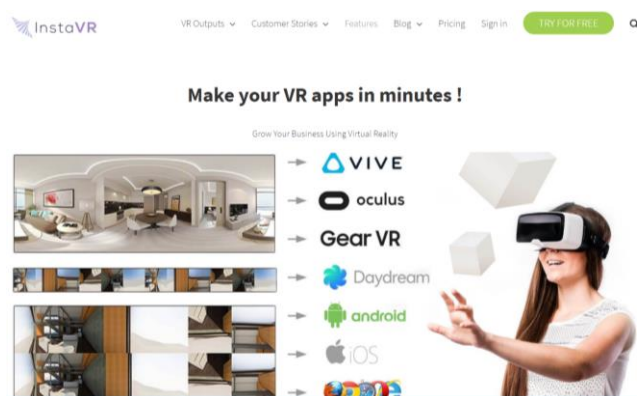 InstaVR
VR Outputs
Customer Stories
Features
Blog
Pricing
Sign in
TRY FOR FREE
Make your VR apps in minutes !
Grow Your Business Using Virtual Reality
VIVE
oculus
Gear VR
Daydream
android
iOS